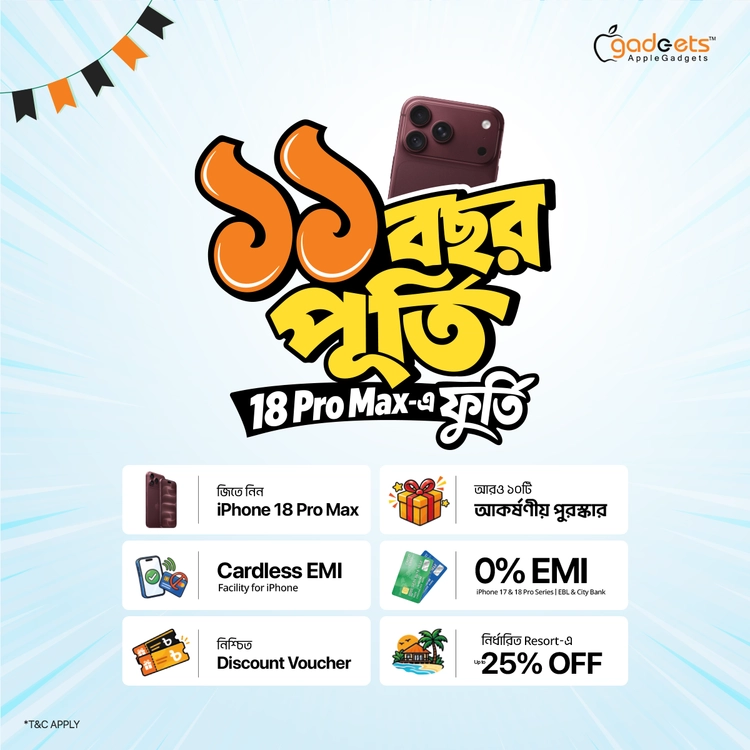 gadgets™
AppleGadgets
১১ বছর
পূর্তি
18 Pro Max-এ ফুর্তি
জিতে নিন
iPhone 18 Pro Max
আরও ১০টি
আকর্ষণীয় পুরস্কার
Cardless EMI
Facility for iPhone
0% EMI
iPhone 17 & 18 Pro Series | EBL & City Bank
নিশ্চিত
Discount Voucher
নির্ধারিত Resort-এ
Up to 25% OFF
*T&C APPLY